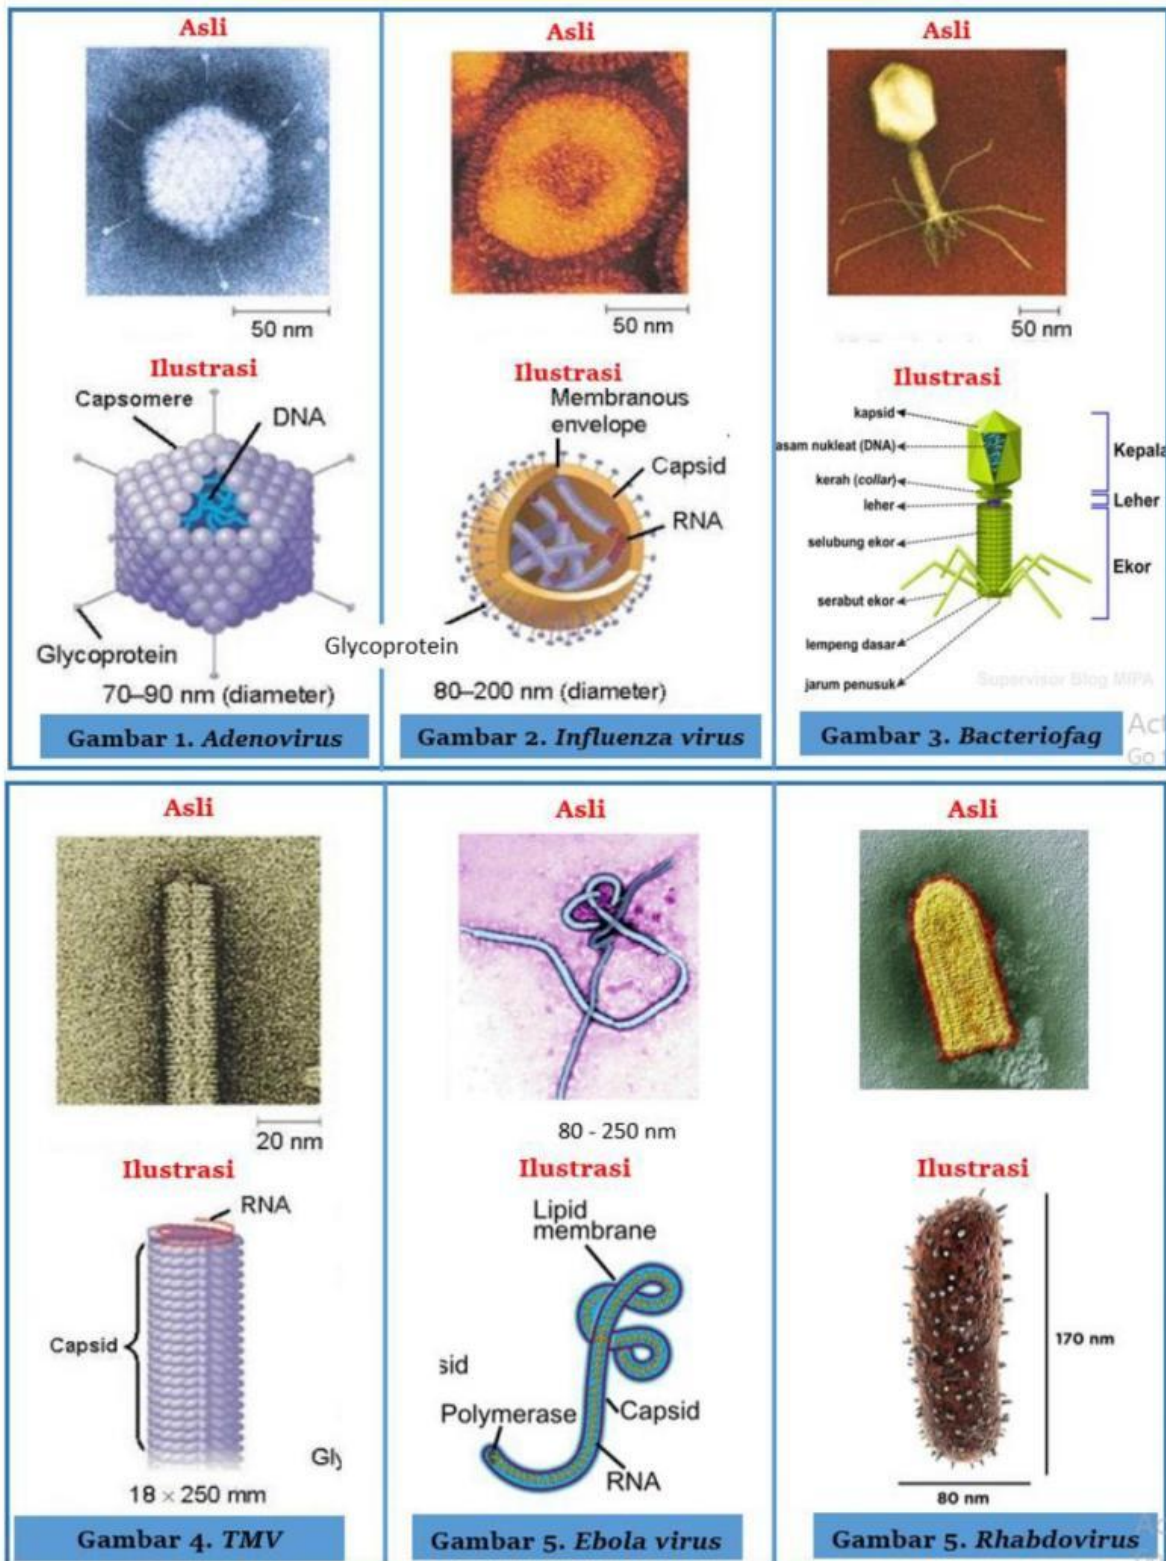 Asli
50 nm
Ilustrasi
Capsomere
DNA
Glycoprotein
70–90 nm (diameter)
Gambar 1. Adenovirus
Asli
50 nm
Ilustrasi
Membranous
envelope
Capsid
RNA
Glycoprotein
80–200 nm (diameter)
Gambar 2. Influenza virus
Asli
50 nm
Ilustrasi
kapsid
asam nukleat (DNA)
kerah (collar)
leher
selubung ekor
serabut ekor
lempeng dasar
jarum penusuk
Kepala
Leher
Ekor
Supervisor Blog MIPA
Gambar 3. Bacteriofag
Act
Go t
Asli
20 nm
Ilustrasi
RNA
Capsid
Gly
18 × 250 mm
Gambar 4. TMV
Asli
80 - 250 nm
Ilustrasi
Lipid
membrane
sid
Polymerase
Capsid
RNA
Gambar 5. Ebola virus
Asli
Ilustrasi
170 nm
80 nm
Gambar 5. Rhabdovirus